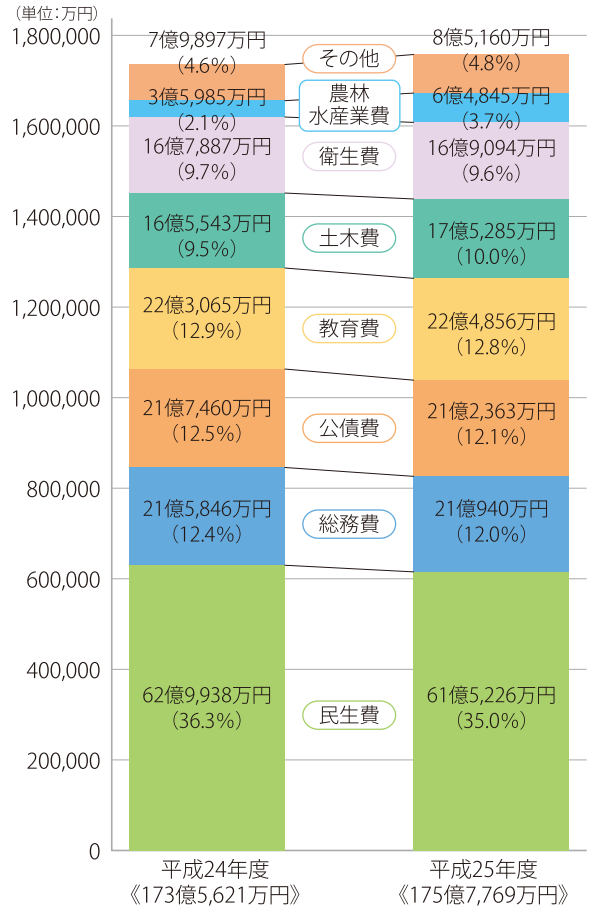 （単位：万円）
1,800,000
1,600,000
1,400,000
1,200,000
1,000,000
800,000
600,000
400,000
200,000
0
7億9,897万円
（4.6%）
3億5,985万円
（2.1%）
16億7,887万円
（9.7%）
16億5,543万円
（9.5%）
22億3,065万円
（12.9%）
21億7,460万円
（12.5%）
21億5,846万円
（12.4%）
62億9,938万円
（36.3%）
その他
農林
水産業費
衛生費
土木費
教育費
公債費
総務費
民生費
8億5,160万円
（4.8%）
6億4,845万円
（3.7%）
16億9,094万円
（9.6%）
17億5,285万円
（10.0%）
22億4,856万円
（12.8%）
21億2,363万円
（12.1%）
21億940万円
（12.0%）
61億5,226万円
（35.0%）
平成24年度
《173億5,621万円》
平成25年度
《175億7,769万円》